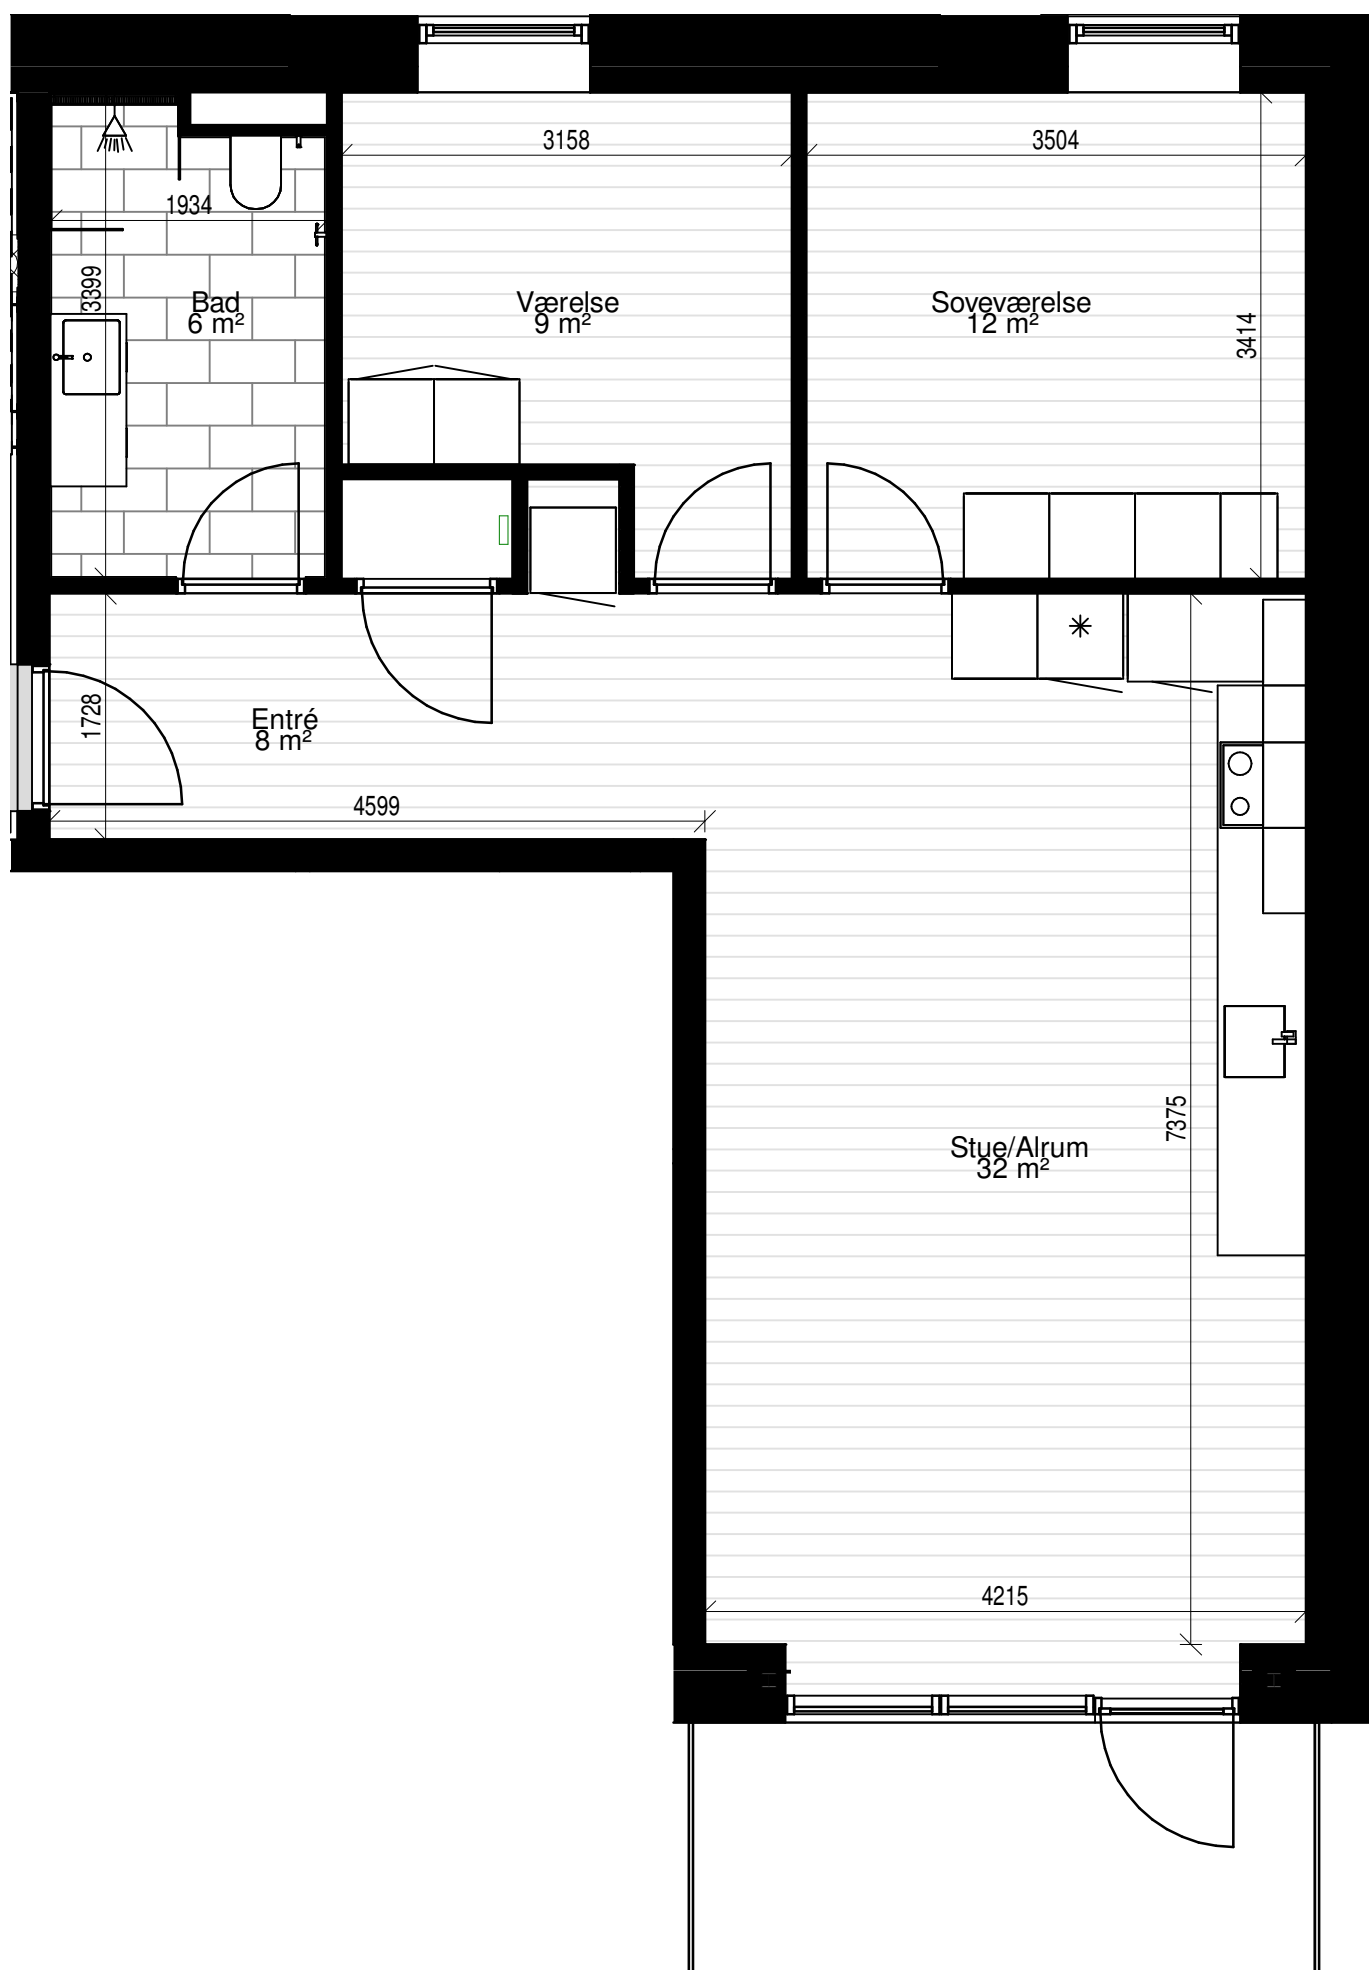 3158
3504
1934
3399
Bad
6 m²
Værelse
9 m²
Soveværelse
12 m²
3414
1728
Entré
8 m²
4599
7375
Stue/Alrum
32 m²
4215